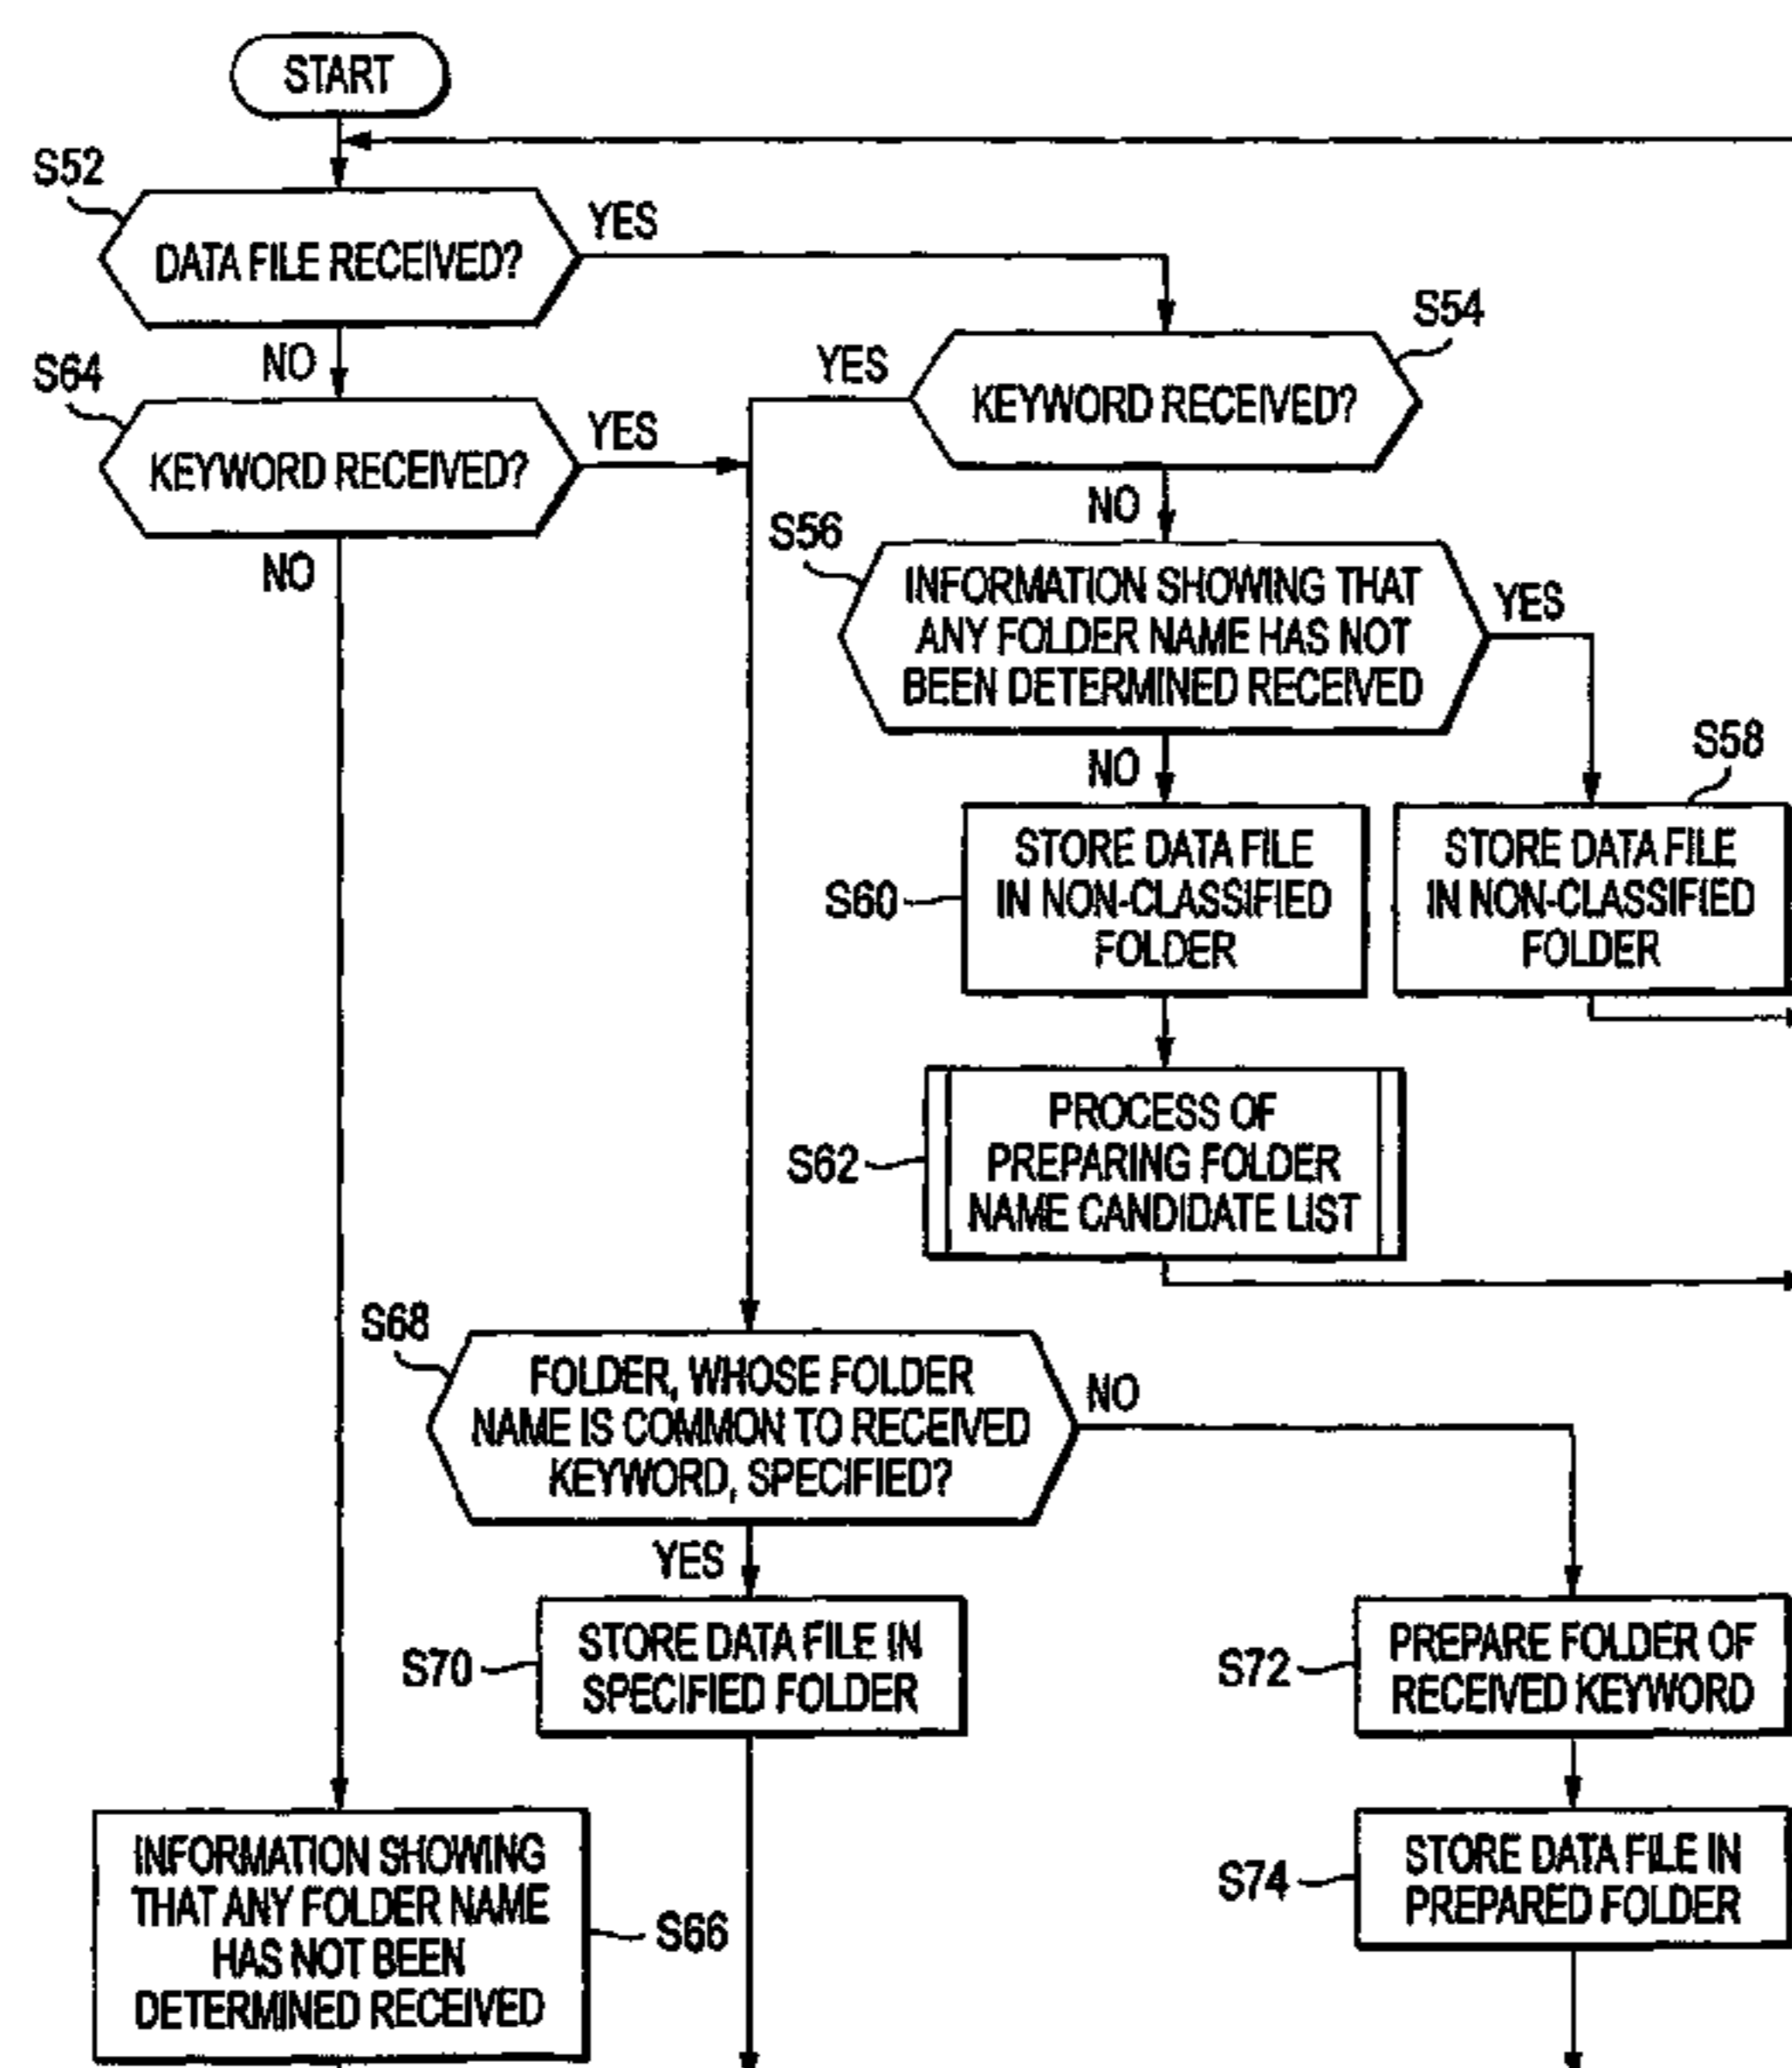 START
S52
DATA FILE RECEIVED?
YES
NO
S54
KEYWORD RECEIVED?
YES
NO
S64
KEYWORD RECEIVED?
YES
NO
S56
INFORMATION SHOWING THAT
ANY FOLDER NAME HAS NOT
BEEN DETERMINED RECEIVED
YES
NO
S58
STORE DATA FILE
IN NON-CLASSIFIED
FOLDER
S60
STORE DATA FILE
IN NON-CLASSIFIED
FOLDER
S62
PROCESS OF
PREPARING FOLDER
NAME CANDIDATE LIST
S68
FOLDER, WHOSE FOLDER
NAME IS COMMON TO RECEIVED
KEYWORD, SPECIFIED?
NO
YES
S70
STORE DATA FILE IN
SPECIFIED FOLDER
S72
PREPARE FOLDER OF
RECEIVED KEYWORD
S74
STORE DATA FILE IN
PREPARED FOLDER
INFORMATION SHOWING
THAT ANY FOLDER NAME
HAS NOT BEEN
DETERMINED RECEIVED
S66